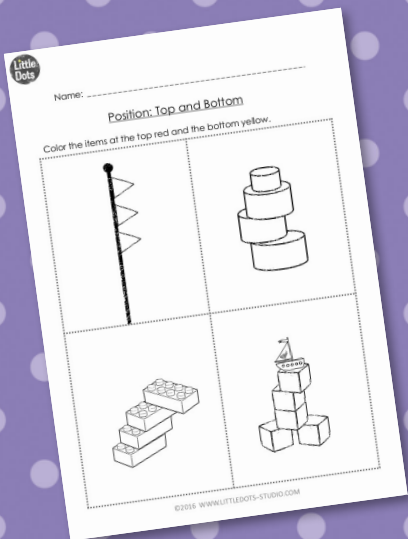 Little
Dots
Name:
Position: Top and Bottom
Color the items at the top red and the bottom yellow.
©2016 WWW.LITTLEDOTS-STUDIO.COM